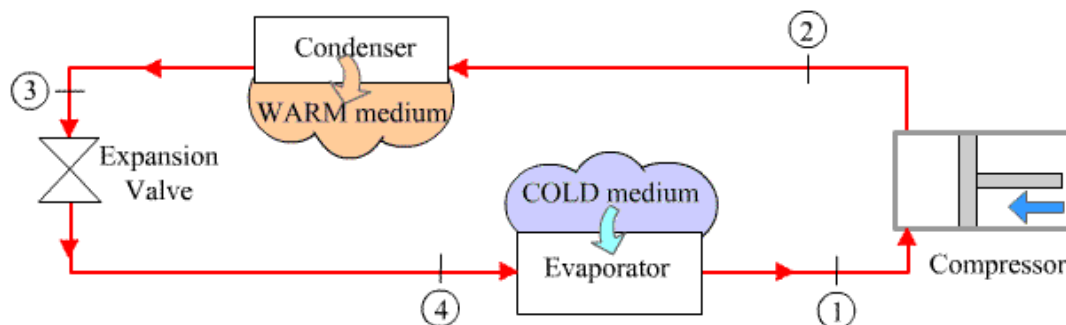 2
Condenser
3
WARM medium
Expansion
Valve
COLD medium
Evaporator
Compressor
4
1